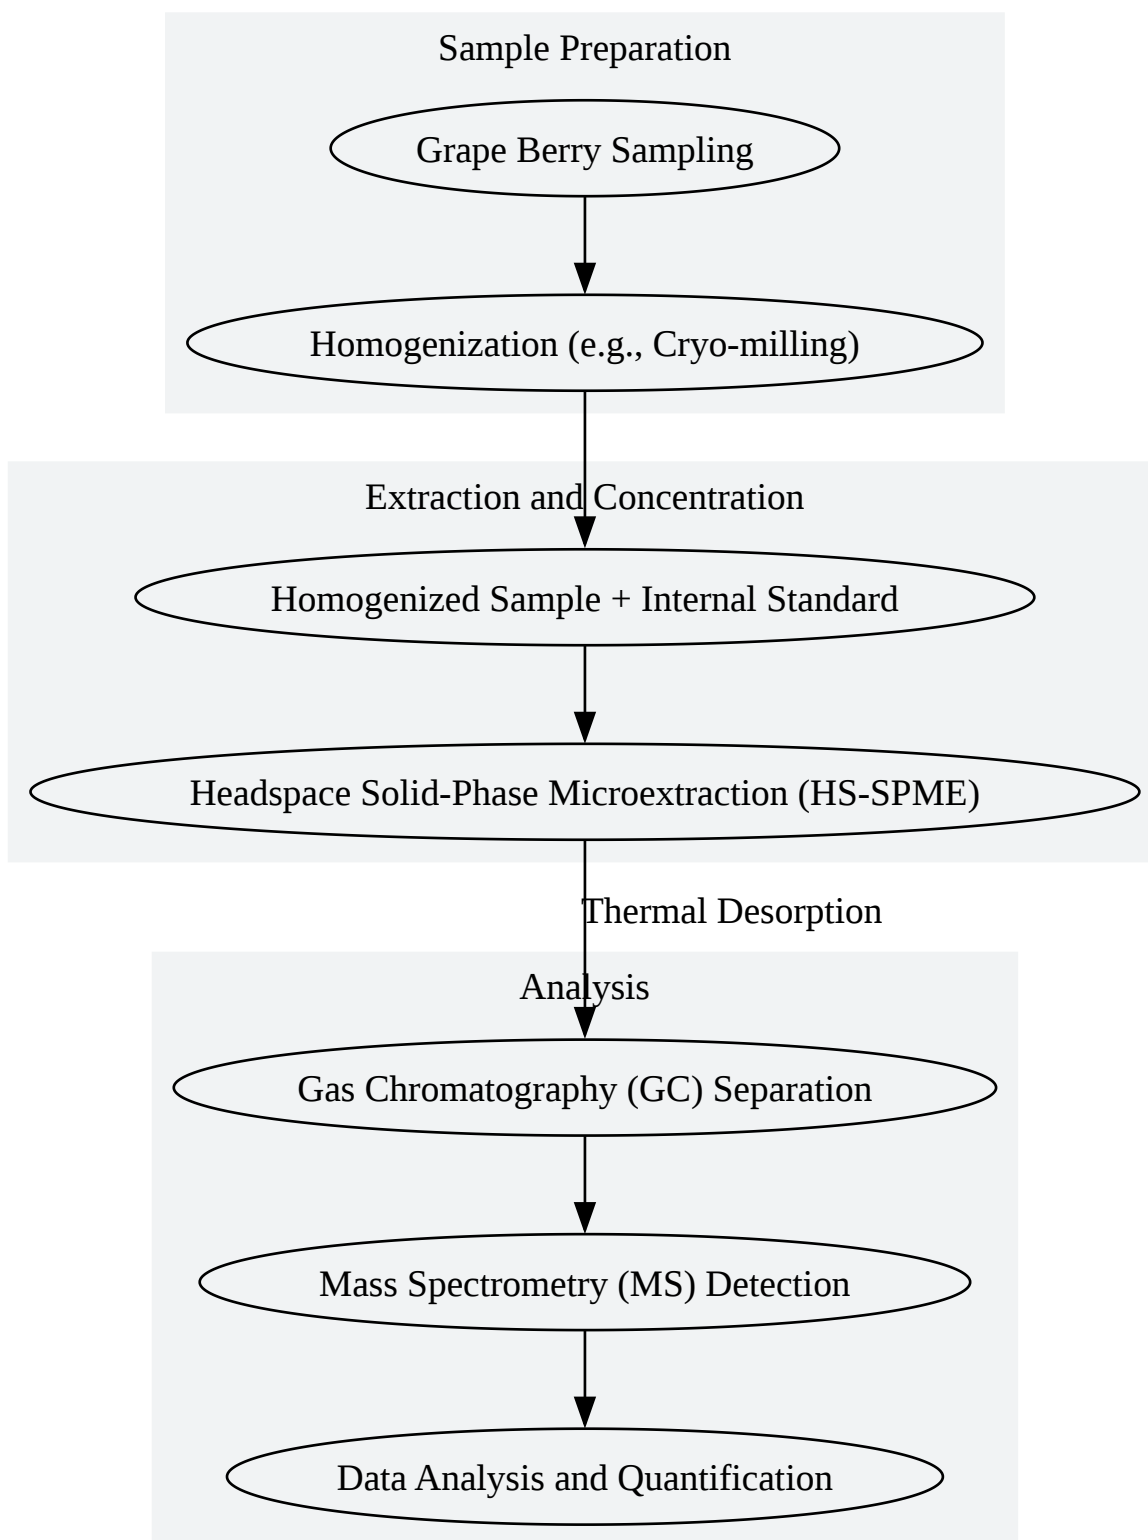 Sample Preparation
Grape Berry Sampling
Homogenization (e.g., Cryo-milling)
Extraction and Concentration
Homogenized Sample + Internal Standard
Headspace Solid-Phase Microextraction (HS-SPME)
Thermal Desorption
Analysis
Gas Chromatography (GC) Separation
Mass Spectrometry (MS) Detection
Data Analysis and Quantification